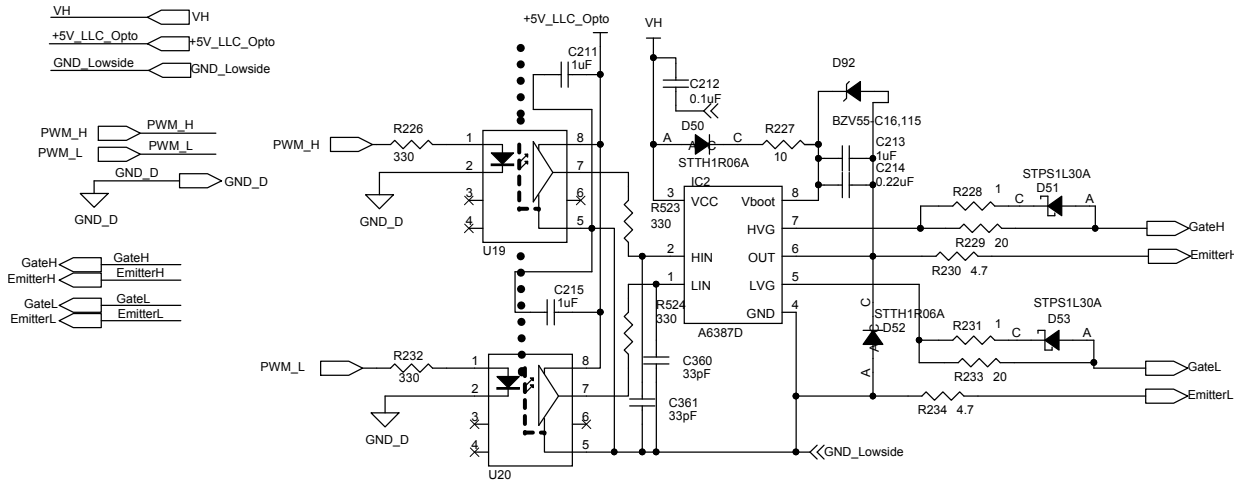 VH
VH
+5V_LLC_Opto
+5V_LLC_Opto
GND_Lowside
GND_Lowside
PWM_H
PWM_H
PWM_L
PWM_L
GND_D
GND_D
GND_D
GateH
GateH
EmitterH
EmitterH
GateL
GateL
EmitterL
EmitterL
+5V_LLC_Opto
C211
1uF
PWM_H
R226
330
GND_D
1
2
3
4
8
7
6
5
U19
C215
1uF
PWM_L
R232
330
GND_D
1
2
3
4
8
7
6
5
U20
VH
C212
0.1uF
D50
A
A C
C
STTH1R06A
R227
10
D92
BZV55-C16,115
C213
1uF
C214
0.22uF
IC2
3
VCC
Vboot
8
HVG
7
2
HIN
OUT
6
1
LIN
LVG
5
GND
4
A6387D
R523
330
R524
330
C360
33pF
C361
33pF
GND_Lowside
R228
1
C
STPS1L30A
D51
A
R229
20
GateH
R230
4.7
EmitterH
C
STTH1R06A
D52
A C
A
R231
1
C
STPS1L30A
D53
A
R233
20
GateL
R234
4.7
EmitterL